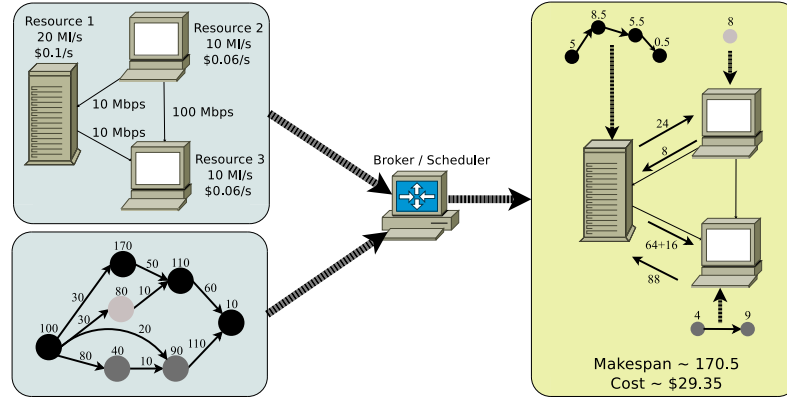 Resource 1
20 MI/s
$0.1/s
Resource 2
10 MI/s
$0.06/s
10 Mbps
100 Mbps
10 Mbps
Resource 3
10 MI/s
$0.06/s
170
50
110
30
80
10
60
10
30
100
20
80
40
10
90
110
Broker / Scheduler
5
8.5
5.5
0.5
8
24
8
64+16
88
4
9
Makespan ~ 170.5
Cost ~ $29.35